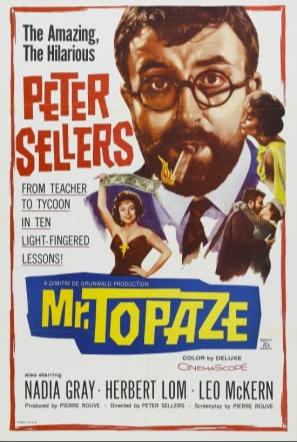 The Amazing,
The Hilarious
PETER
SELLERS
FROM TEACHER
TO TYCOON
IN TEN
LIGHT-FINGERED
LESSONS!
A DIMITRI DE GRUNWALD PRODUCTION
Mr. TOPAZE
COLOR by DELUXE
CINEMASCOPE
also starring
NADIA GRAY · HERBERT LOM · LEO McKERN
Produced by PIERRE ROUVE · Directed by PETER SELLERS · Screenplay by PIERRE ROUVE